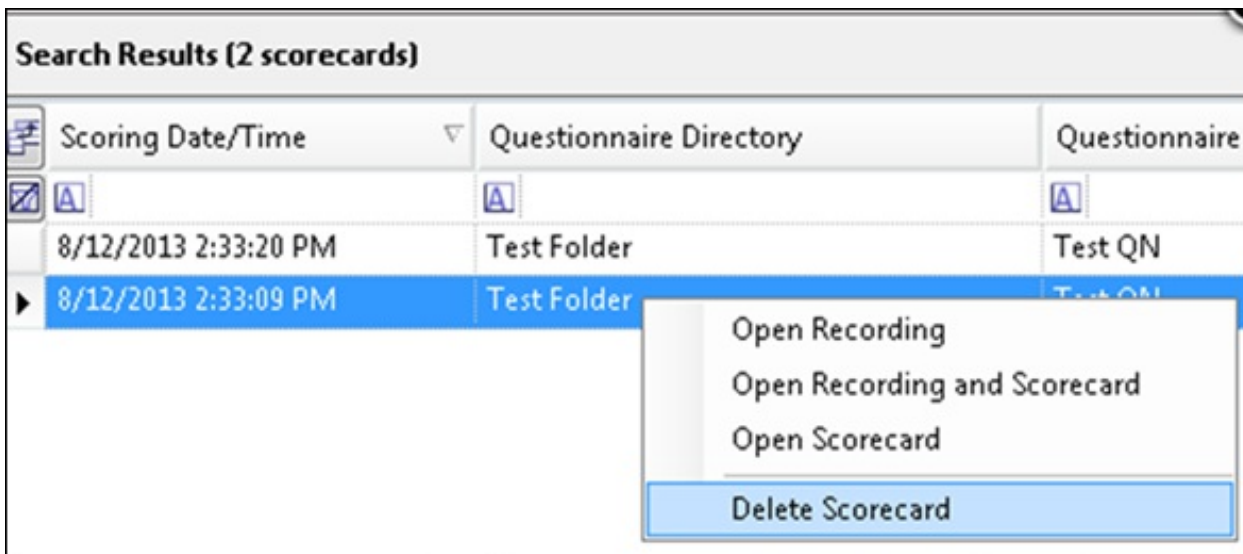 Search Results (2 scorecards)
Scoring Date/Time Questionnaire Directory Questionnaire
A A A
8/12/2013 2:33:20 PM Test Folder Test QN
8/12/2013 2:33:09 PM Test Folder Test QN
Open Recording
Open Recording and Scorecard
Open Scorecard
Delete Scorecard